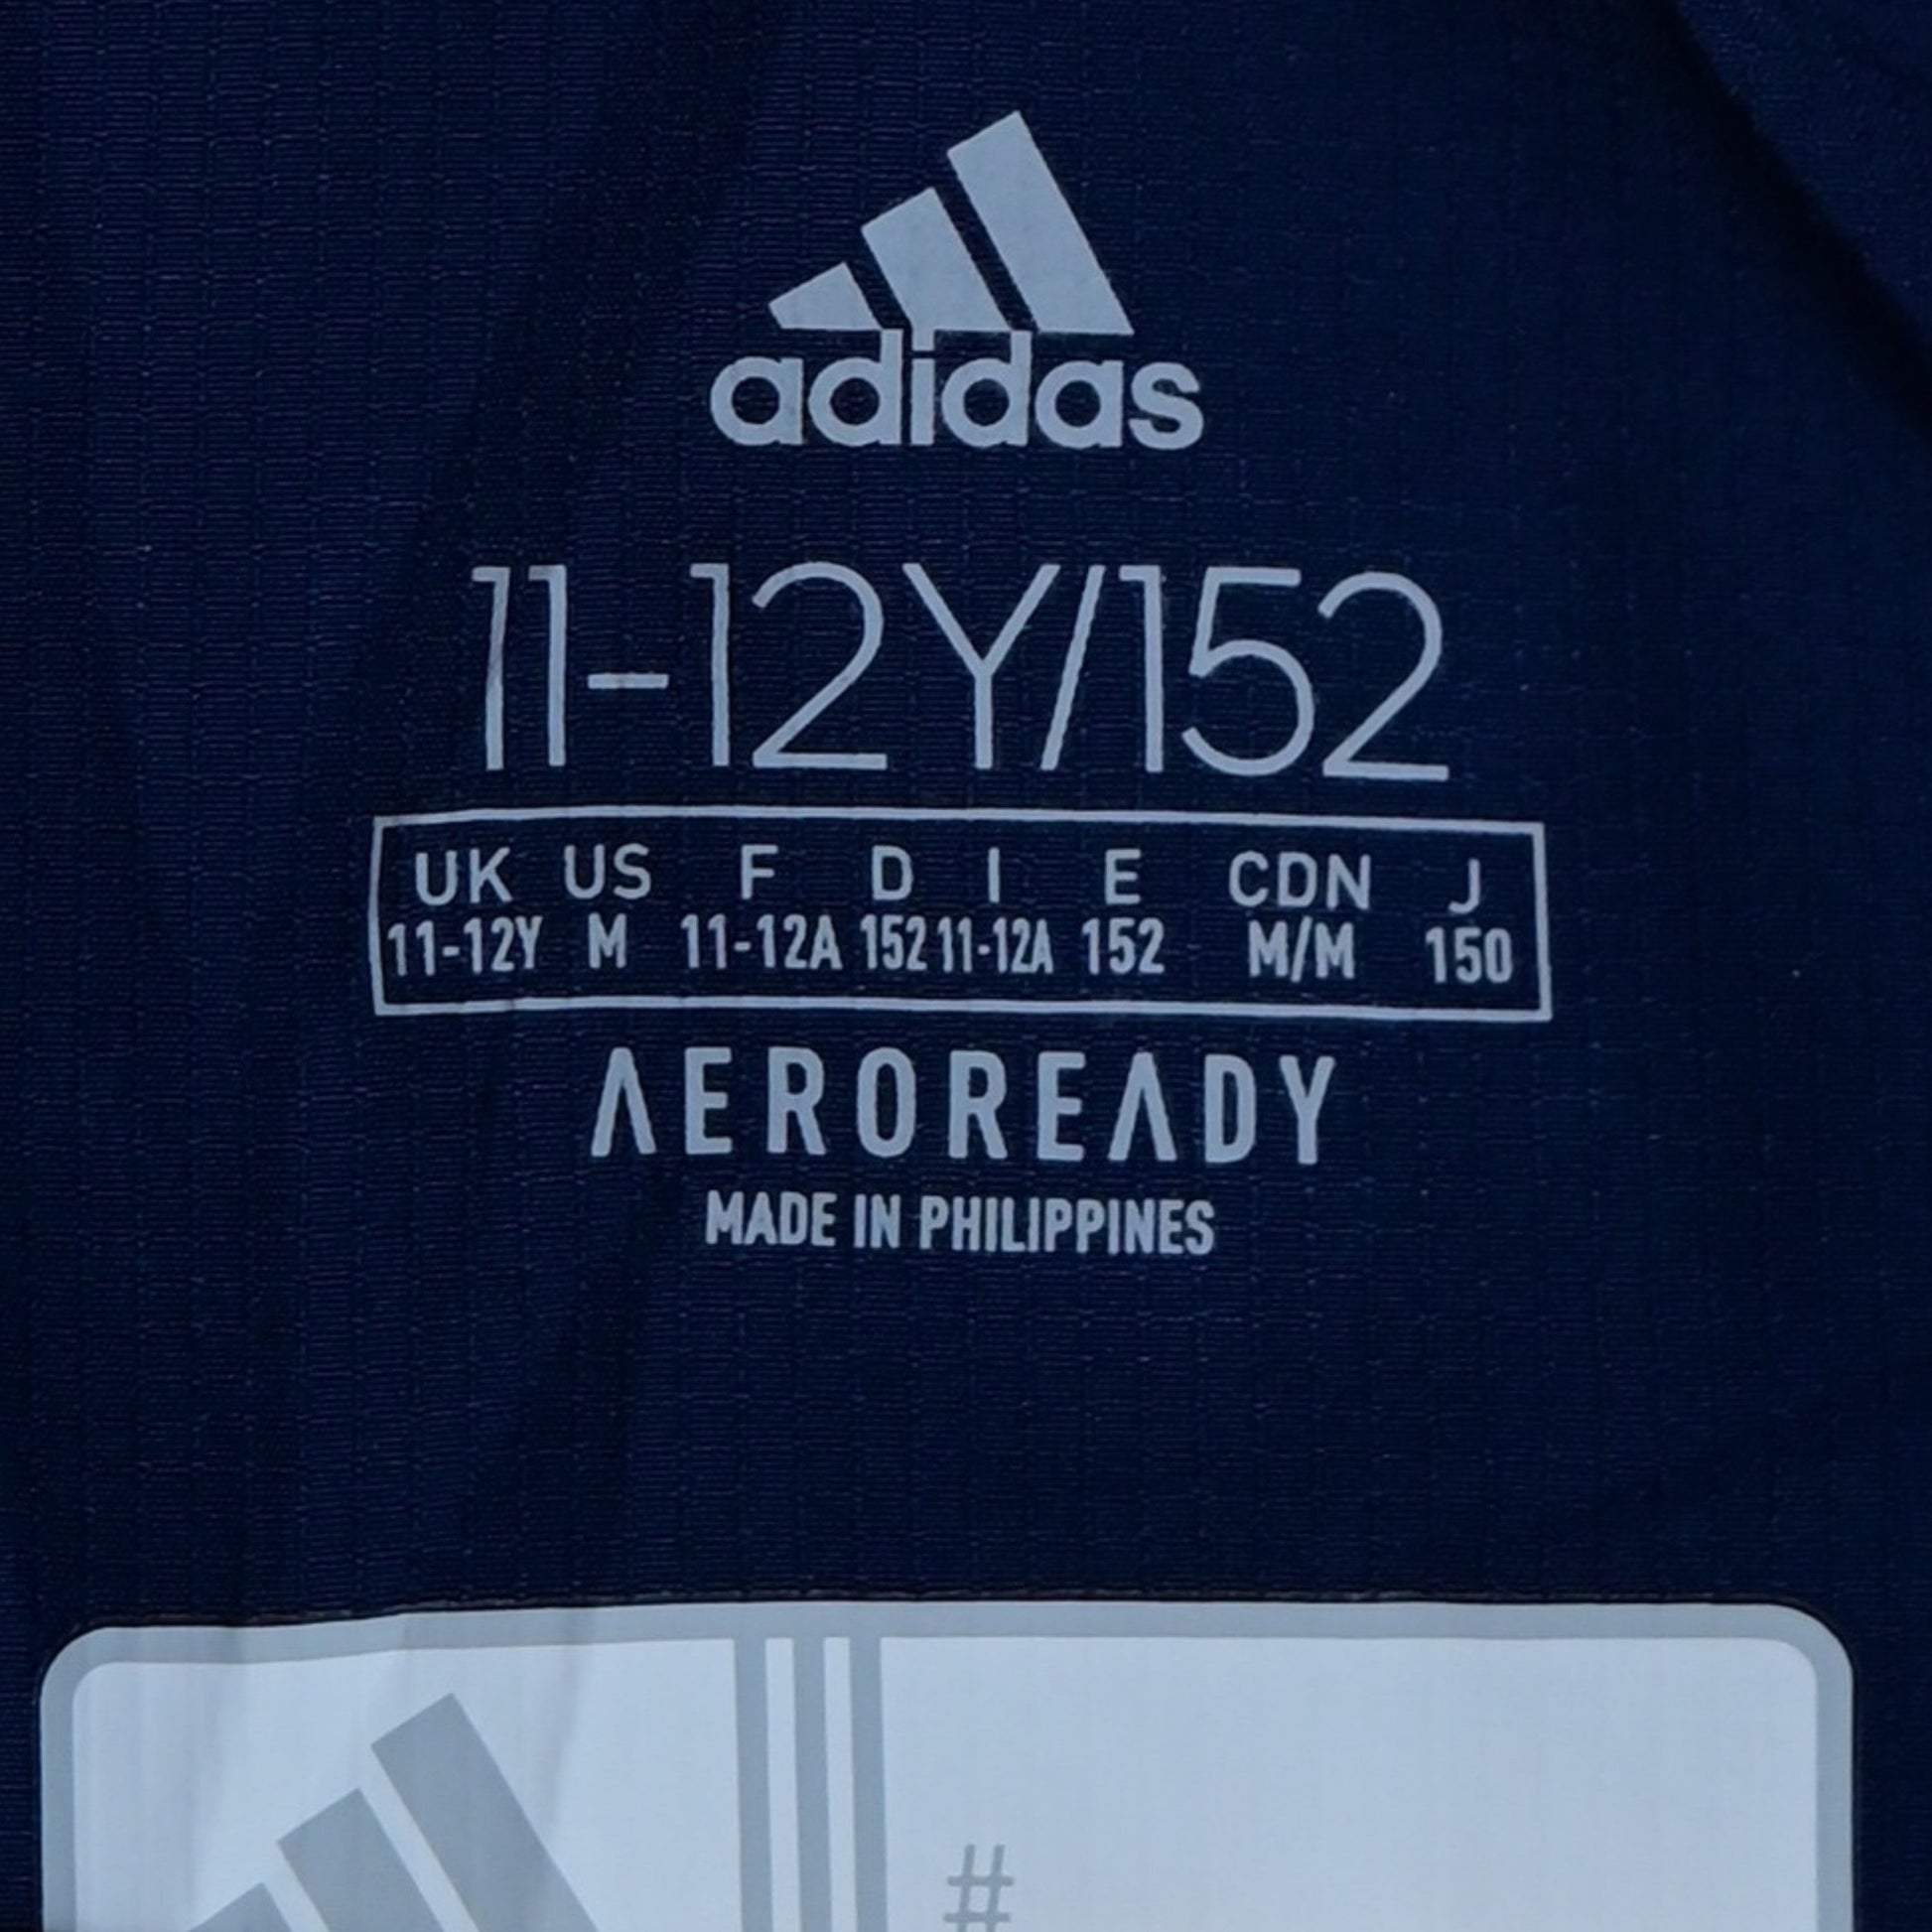 adidas
11-12Y/152
UK US F D I E CDN J
11-12Y M 11-12A 152 11-12A 152 M/M 150
AEROREADY
MADE IN PHILIPPINES
#